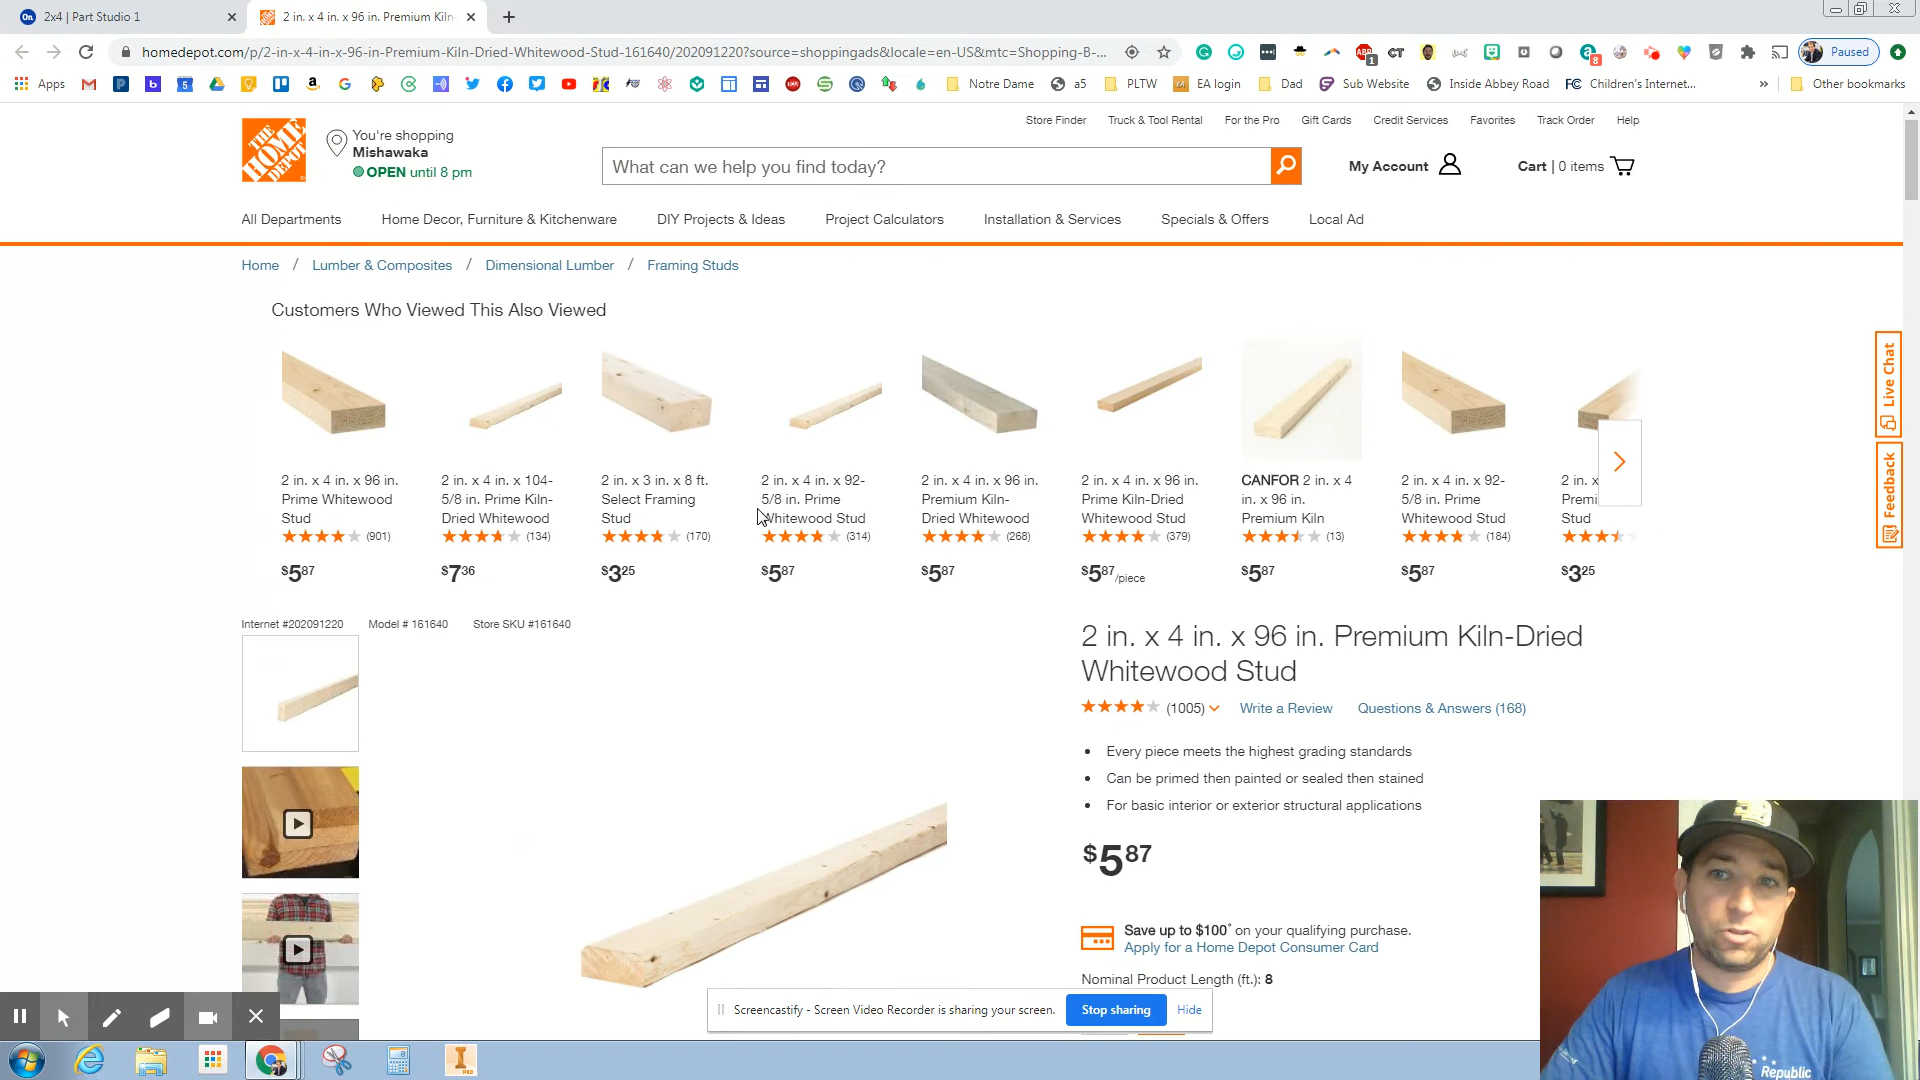 2x4 | Part Studio 1
2 in. x 4 in. x 96 in. Premium Kiln-
homedepot.com/p/2-in-x-4-in-x-96-in-Premium-Kiln-Dried-Whitewood-Stud-161640/202091220?source=shoppingads&locale=en-US&mtc=Shopping-B-...
Paused
Apps
Notre Dame
a5
PLTW
EA login
Dad
Sub Website
Inside Abbey Road
Children's Internet...
»
Other bookmarks
THE HOME DEPOT
You're shopping
Mishawaka
OPEN until 8 pm
Store Finder
Truck & Tool Rental
For the Pro
Gift Cards
Credit Services
Favorites
Track Order
Help
What can we help you find today?
My Account
Cart | 0 items
All Departments
Home Decor, Furniture & Kitchenware
DIY Projects & Ideas
Project Calculators
Installation & Services
Specials & Offers
Local Ad
Home / Lumber & Composites / Dimensional Lumber / Framing Studs
Customers Who Viewed This Also Viewed
2 in. x 4 in. x 96 in.
Prime Whitewood
Stud
(901)
$5 87
2 in. x 4 in. x 104-
5/8 in. Prime Kiln-
Dried Whitewood
(134)
$7 36
2 in. x 3 in. x 8 ft.
Select Framing
Stud
(170)
$3 25
2 in. x 4 in. x 92-
5/8 in. Prime
Whitewood Stud
(314)
$5 87
2 in. x 4 in. x 96 in.
Premium Kiln-
Dried Whitewood
(268)
$5 87
2 in. x 4 in. x 96 in.
Prime Kiln-Dried
Whitewood Stud
(379)
$5 87 /piece
CANFOR 2 in. x 4
in. x 96 in.
Premium Kiln
(13)
$5 87
2 in. x 4 in. x 92-
5/8 in. Prime
Whitewood Stud
(184)
$5 87
2 in. x
Premi
Stud
$3 25
Live Chat
Feedback
Internet #202091220
Model # 161640
Store SKU #161640
2 in. x 4 in. x 96 in. Premium Kiln-Dried
Whitewood Stud
(1005)
Write a Review
Questions & Answers (168)
• Every piece meets the highest grading standards
• Can be primed then painted or sealed then stained
• For basic interior or exterior structural applications
$5 87
Save up to $100° on your qualifying purchase.
Apply for a Home Depot Consumer Card
Nominal Product Length (ft.): 8
Screencastify - Screen Video Recorder is sharing your screen.
Stop sharing
Hide
Republic